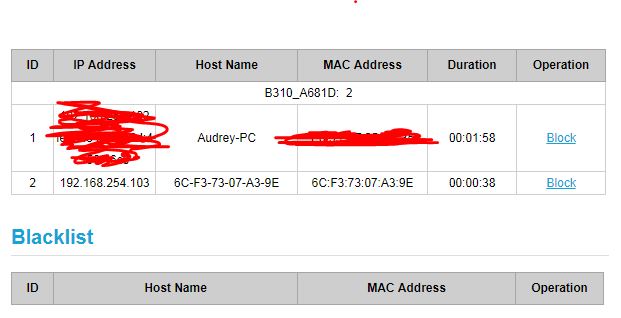 ID IP Address Host Name MAC Address Duration Operation
B310_A681D: 2
1 Audrey-PC 00:01:58 Block
2 192.168.254.103 6C-F3-73-07-A3-9E 6C:F3:73:07:A3:9E 00:00:38 Block
Blacklist
ID Host Name MAC Address Operation